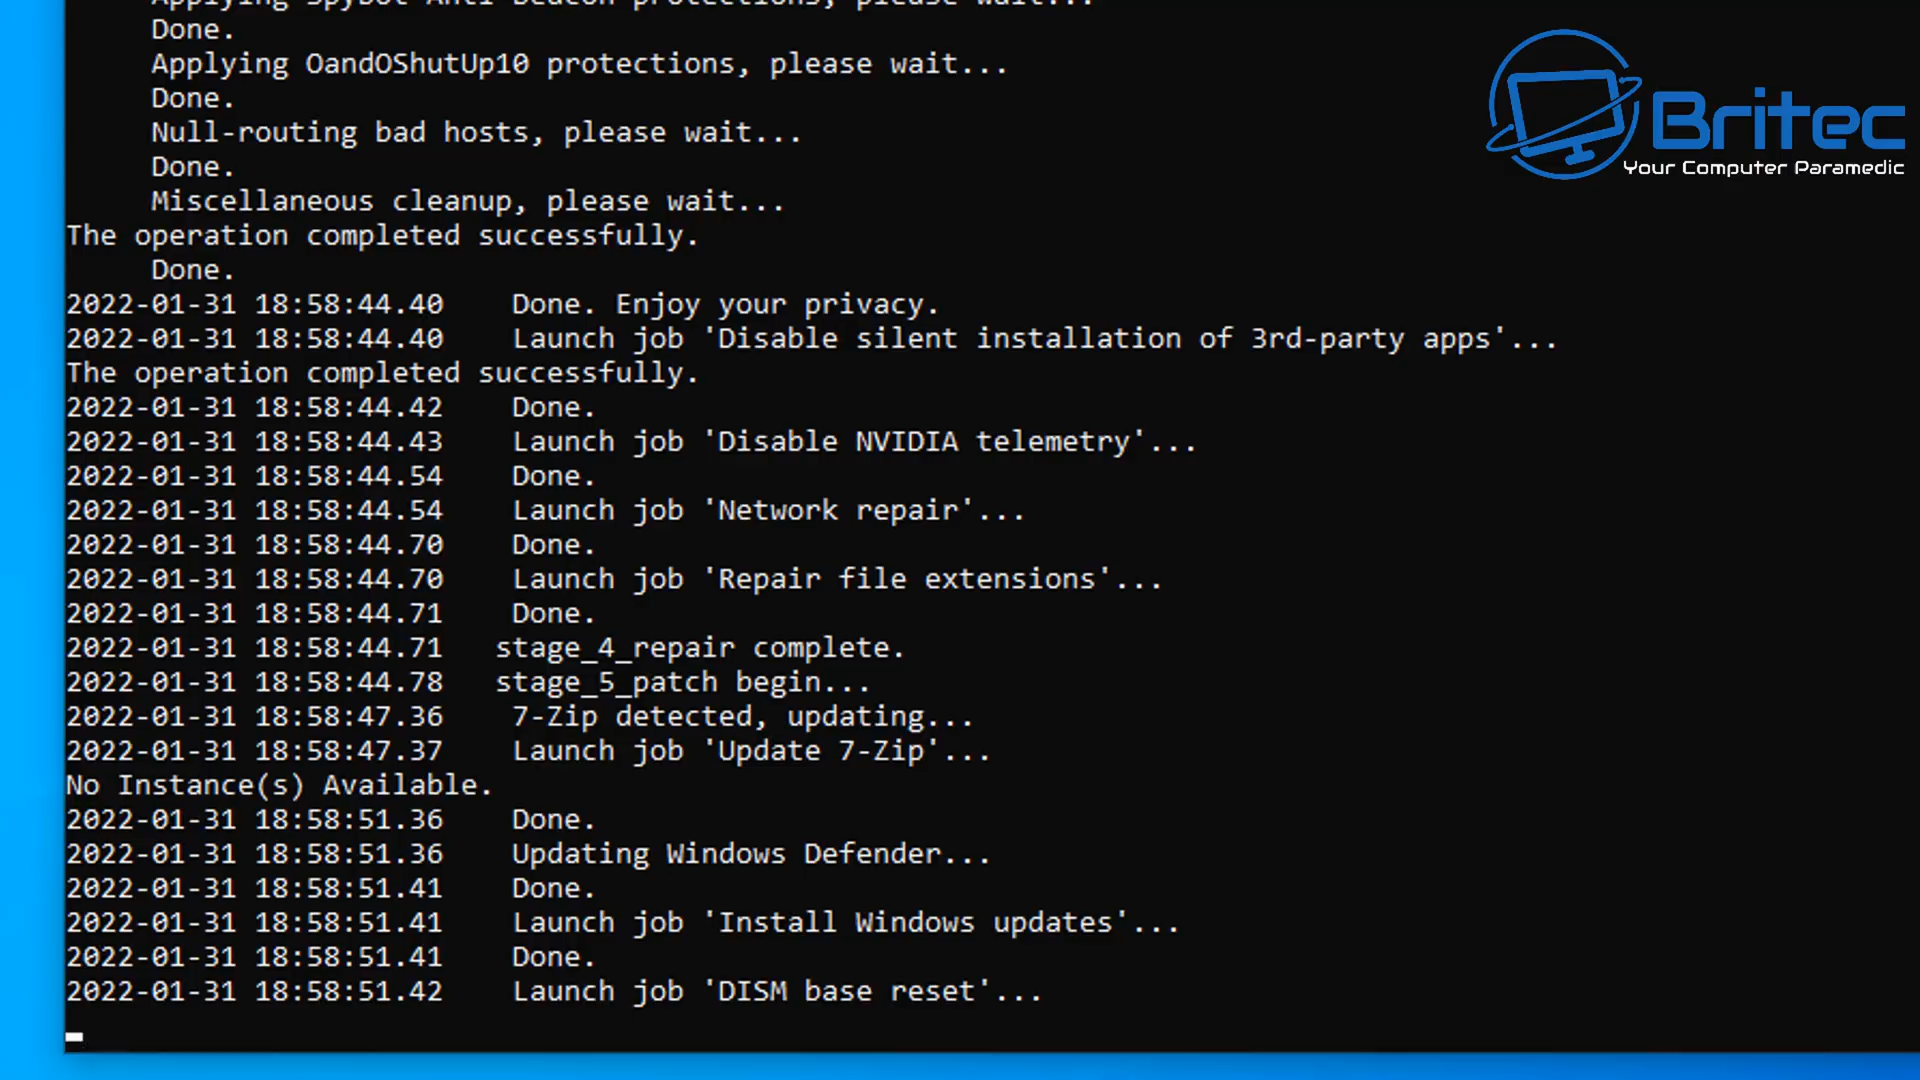 Applying Spybot Anti-Beacon protections, please wait...
Done.
Applying OandOShutUp10 protections, please wait...
Done.
Null-routing bad hosts, please wait...
Done.
Miscellaneous cleanup, please wait...
The operation completed successfully.
Done.
2022-01-31 18:58:44.40 Done. Enjoy your privacy.
2022-01-31 18:58:44.40 Launch job 'Disable silent installation of 3rd-party apps'...
The operation completed successfully.
2022-01-31 18:58:44.42 Done.
2022-01-31 18:58:44.43 Launch job 'Disable NVIDIA telemetry'...
2022-01-31 18:58:44.54 Done.
2022-01-31 18:58:44.54 Launch job 'Network repair'...
2022-01-31 18:58:44.70 Done.
2022-01-31 18:58:44.70 Launch job 'Repair file extensions'...
2022-01-31 18:58:44.71 Done.
2022-01-31 18:58:44.71 stage_4_repair complete.
2022-01-31 18:58:44.78 stage_5_patch begin...
2022-01-31 18:58:47.36 7-Zip detected, updating...
2022-01-31 18:58:47.37 Launch job 'Update 7-Zip'...
No Instance(s) Available.
2022-01-31 18:58:51.36 Done.
2022-01-31 18:58:51.36 Updating Windows Defender...
2022-01-31 18:58:51.41 Done.
2022-01-31 18:58:51.41 Launch job 'Install Windows updates'...
2022-01-31 18:58:51.41 Done.
2022-01-31 18:58:51.42 Launch job 'DISM base reset'...
Britec
Your Computer Paramedic